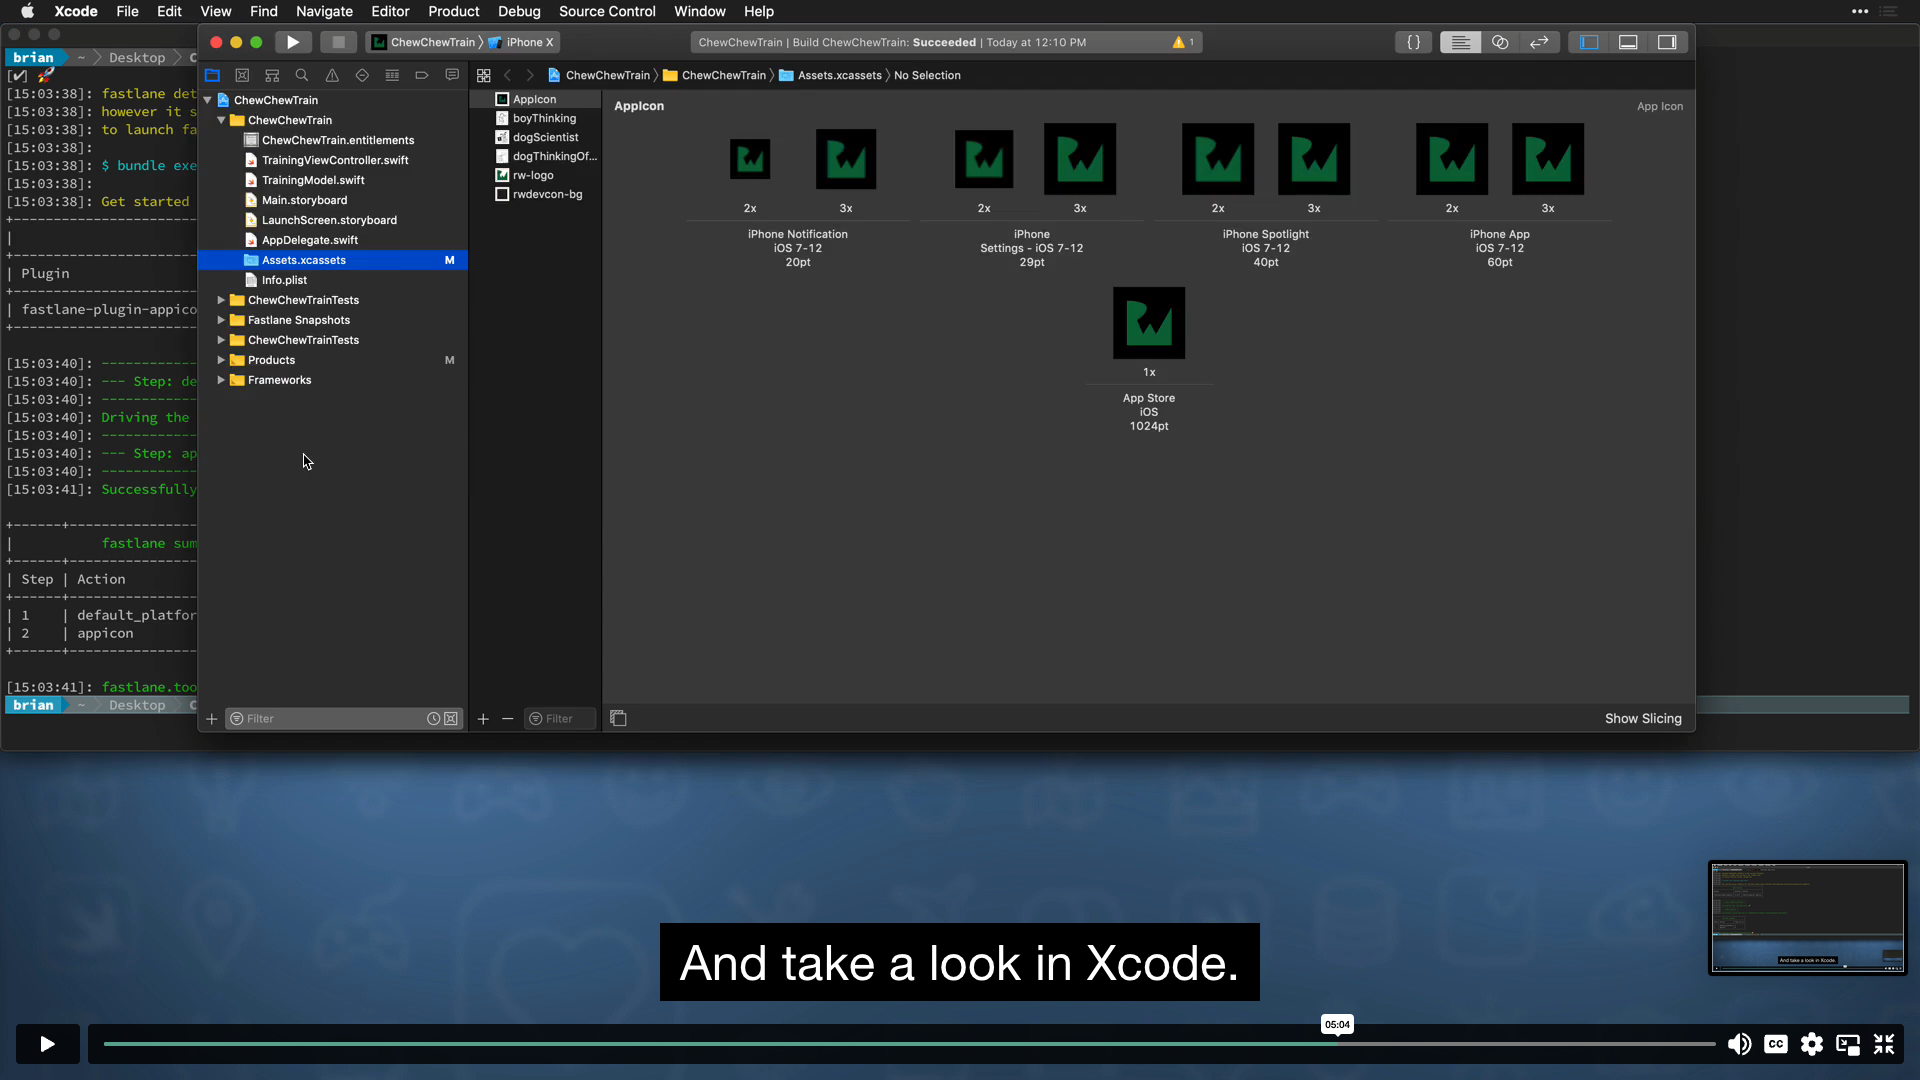 Xcode File Edit View Find Navigate Editor Product Debug Source Control Window Help
ChewChewTrain iPhone X
ChewChewTrain | Build ChewChewTrain: Succeeded | Today at 12:10 PM 1
brian ~ Desktop C
ChewChewTrain ChewChewTrain Assets.xcassets No Selection
[15:03:38]: fastlane det
[15:03:38]: however it s
[15:03:38]: to launch fa
[15:03:38]:
[15:03:38]: $ bundle exe
[15:03:38]:
[15:03:38]: Get started
| Plugin
| fastlane-plugin-appico
[15:03:40]: ------------
[15:03:40]: --- Step: de
[15:03:40]: ------------
[15:03:40]: Driving the
[15:03:40]: ------------
[15:03:40]: --- Step: ap
[15:03:40]: ------------
[15:03:41]: Successfully
fastlane sum
| Step | Action
| 1 | default_platfor
| 2 | appicon
[15:03:41]: fastlane.too
brian ~ Desktop C
ChewChewTrain
ChewChewTrain
ChewChewTrain.entitlements
TrainingViewController.swift
TrainingModel.swift
Main.storyboard
LaunchScreen.storyboard
AppDelegate.swift
Assets.xcassets M
Info.plist
ChewChewTrainTests
Fastlane Snapshots
ChewChewTrainTests
Products M
Frameworks
Filter
AppIcon
boyThinking
dogScientist
dogThinkingOf...
rw-logo
rwdevcon-bg
Filter
AppIcon
App Icon
2x 3x
iPhone Notification
iOS 7-12
20pt
2x 3x
iPhone
Settings - iOS 7-12
29pt
2x 3x
iPhone Spotlight
iOS 7-12
40pt
2x 3x
iPhone App
iOS 7-12
60pt
1x
App Store
iOS
1024pt
Show Slicing
And take a look in Xcode.
And take a look in Xcode.
05:04
CC